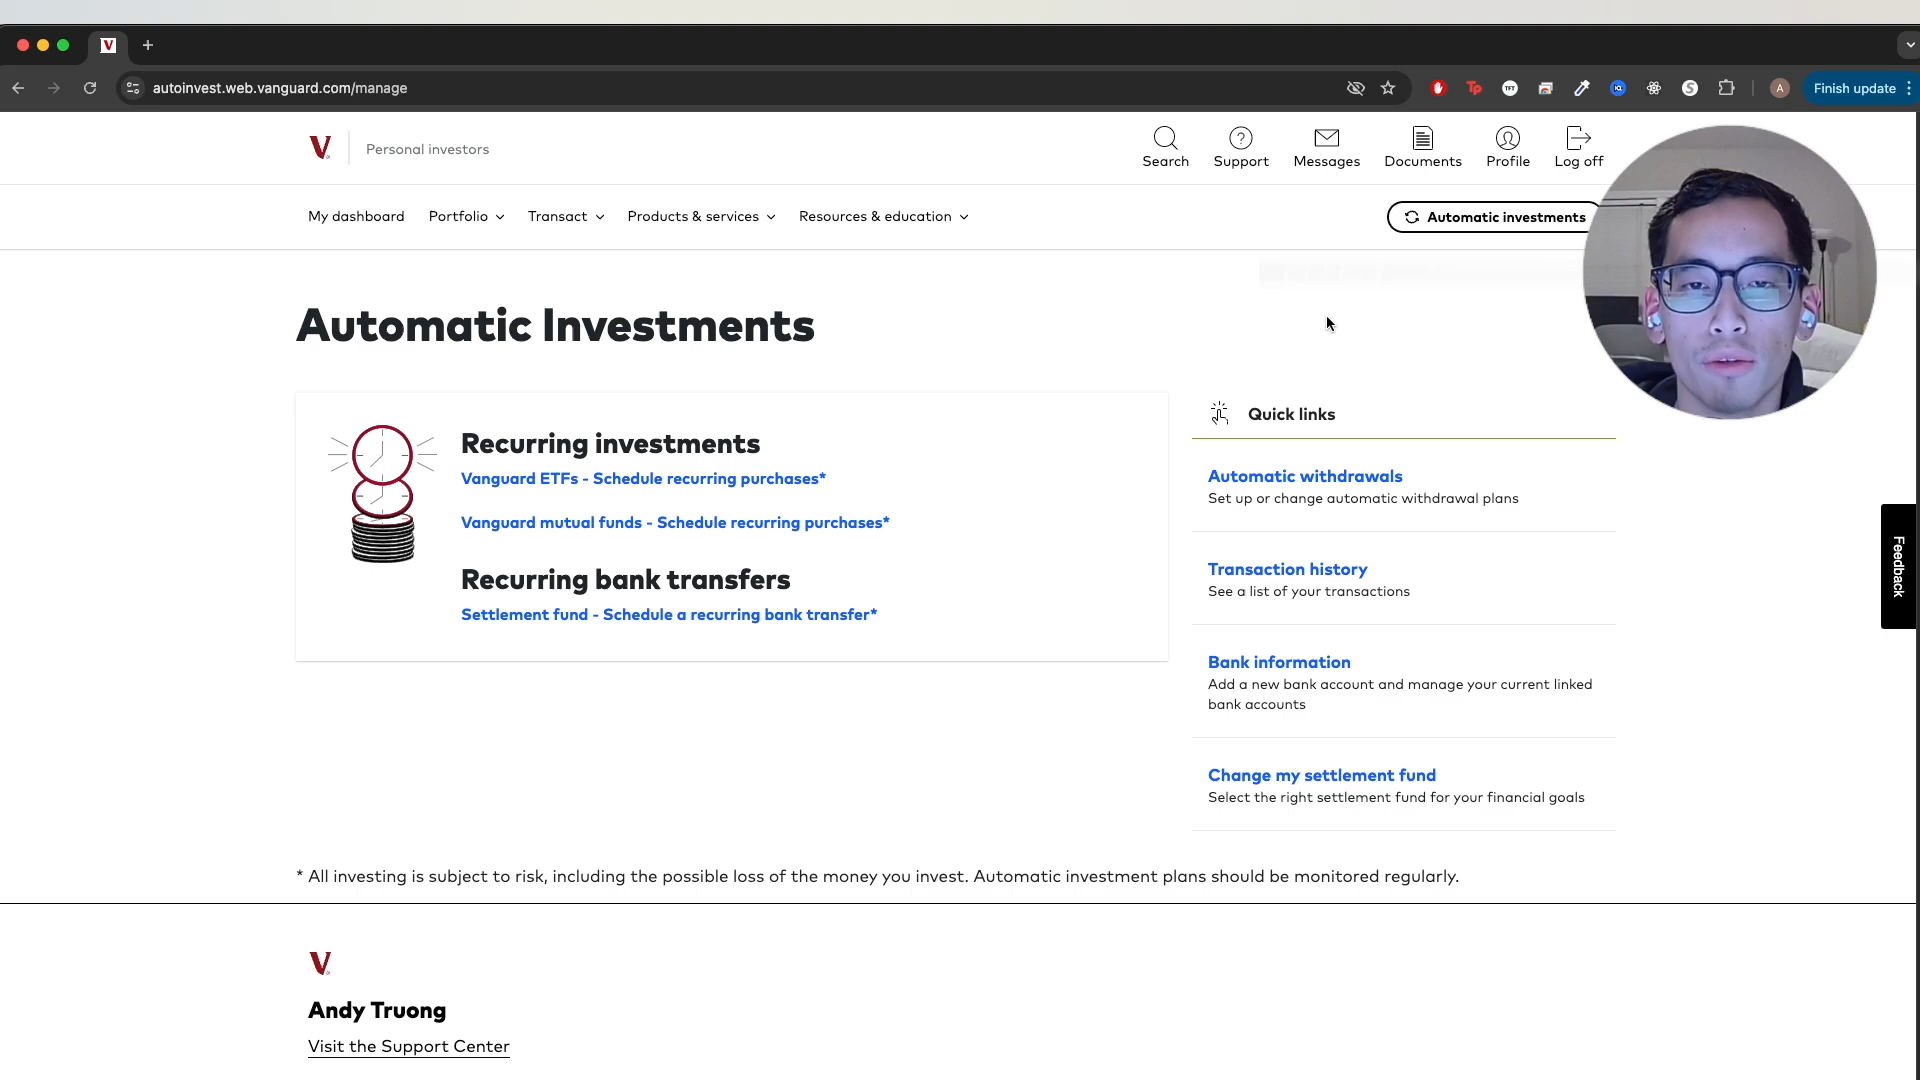 V
autoinvest.web.vanguard.com/manage
Tp
TFT
IQ
S
A
Finish update
V
Personal investors
Search
Support
Messages
Documents
Profile
Log off
My dashboard
Portfolio
Transact
Products & services
Resources & education
Automatic investments
Automatic Investments
Recurring investments
Vanguard ETFs - Schedule recurring purchases*
Vanguard mutual funds - Schedule recurring purchases*
Recurring bank transfers
Settlement fund - Schedule a recurring bank transfer*
Quick links
Automatic withdrawals
Set up or change automatic withdrawal plans
Transaction history
See a list of your transactions
Bank information
Add a new bank account and manage your current linked
bank accounts
Change my settlement fund
Select the right settlement fund for your financial goals
Feedback
* All investing is subject to risk, including the possible loss of the money you invest. Automatic investment plans should be monitored regularly.
V
Andy Truong
Visit the Support Center